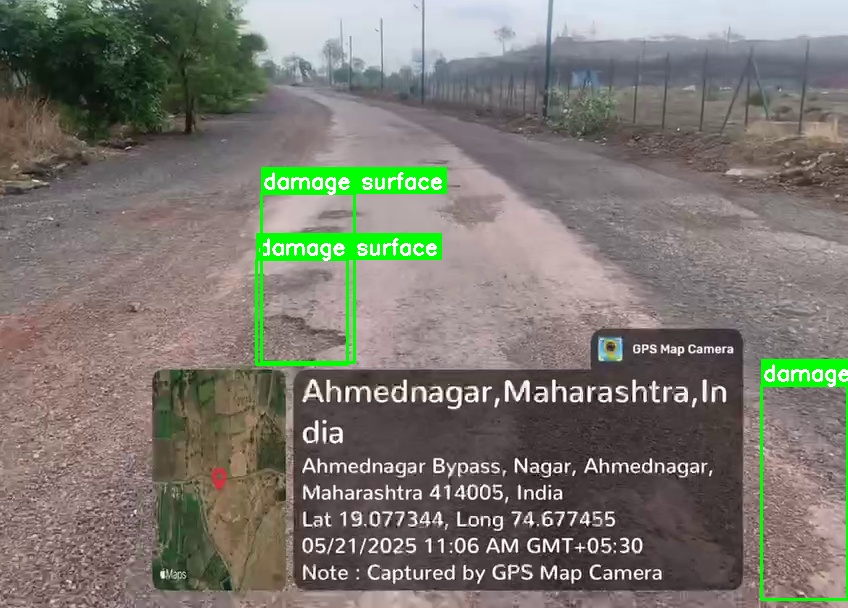 damage surface
damage surface
damage
GPS Map Camera
Ahmednagar,Maharashtra,In
dia
Ahmednagar Bypass, Nagar, Ahmednagar,
Maharashtra 414005, India
Lat 19.077344, Long 74.677455
05/21/2025 11:06 AM GMT+05:30
Note : Captured by GPS Map Camera
Maps